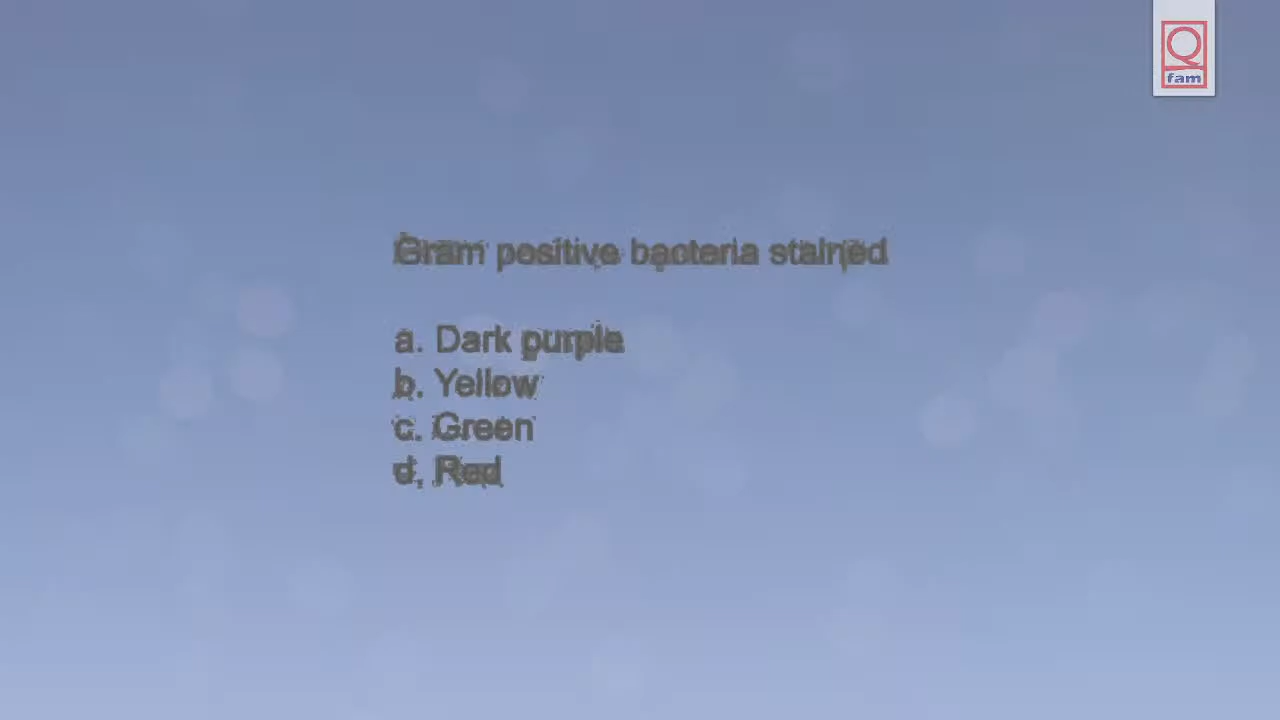 Q
fam
Gram positive bacteria stained
a. Dark purple
b. Yellow
c. Green
d. Red